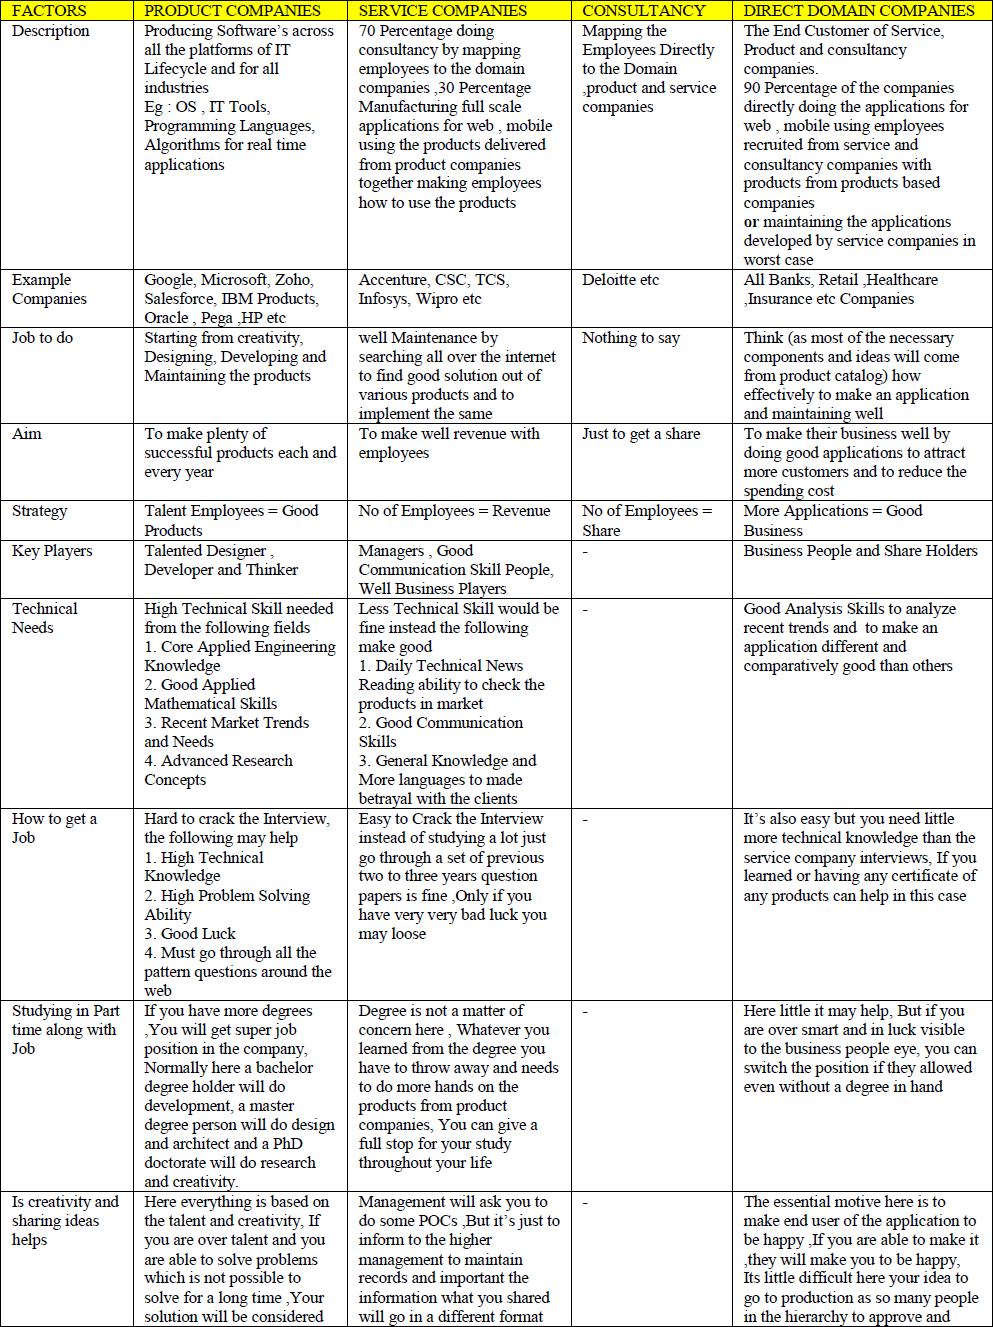 FACTORS
PRODUCT COMPANIES
SERVICE COMPANIES
CONSULTANCY
DIRECT DOMAIN COMPANIES
Description
Producing Software’s across
all the platforms of IT
Lifecycle and for all
industries
Eg : OS , IT Tools,
Programming Languages,
Algorithms for real time
applications
70 Percentage doing
consultancy by mapping
employees to the domain
companies ,30 Percentage
Manufacturing full scale
applications for web , mobile
using the products delivered
from product companies
together making employees
how to use the products
Mapping the
Employees Directly
to the Domain
,product and service
companies
The End Customer of Service,
Product and consultancy
companies.
90 Percentage of the companies
directly doing the applications for
web , mobile using employees
recruited from service and
consultancy companies with
products from products based
companies
or maintaining the applications
developed by service companies in
worst case
Example
Companies
Google, Microsoft, Zoho,
Salesforce, IBM Products,
Oracle , Pega ,HP etc
Accenture, CSC, TCS,
Infosys, Wipro etc
Deloitte etc
All Banks, Retail ,Healthcare
,Insurance etc Companies
Job to do
Starting from creativity,
Designing, Developing and
Maintaining the products
well Maintenance by
searching all over the internet
to find good solution out of
various products and to
implement the same
Nothing to say
Think (as most of the necessary
components and ideas will come
from product catalog) how
effectively to make an application
and maintaining well
Aim
To make plenty of
successful products each and
every year
To make well revenue with
employees
Just to get a share
To make their business well by
doing good applications to attract
more customers and to reduce the
spending cost
Strategy
Talent Employees = Good
Products
No of Employees = Revenue
No of Employees =
Share
More Applications = Good
Business
Key Players
Talented Designer ,
Developer and Thinker
Managers , Good
Communication Skill People,
Well Business Players
-
Business People and Share Holders
Technical
Needs
High Technical Skill needed
from the following fields
1. Core Applied Engineering
Knowledge
2. Good Applied
Mathematical Skills
3. Recent Market Trends
and Needs
4. Advanced Research
Concepts
Less Technical Skill would be
fine instead the following
make good
1. Daily Technical News
Reading ability to check the
products in market
2. Good Communication
Skills
3. General Knowledge and
More languages to made
betrayal with the clients
-
Good Analysis Skills to analyze
recent trends and to make an
application different and
comparatively good than others
How to get a
Job
Hard to crack the Interview,
the following may help
1. High Technical
Knowledge
2. High Problem Solving
Ability
3. Good Luck
4. Must go through all the
pattern questions around the
web
Easy to Crack the Interview
instead of studying a lot just
go through a set of previous
two to three years question
papers is fine ,Only if you
have very very bad luck you
may loose
-
It’s also easy but you need little
more technical knowledge than the
service company interviews, If you
learned or having any certificate of
any products can help in this case
Studying in Part
time along with
Job
If you have more degrees
,You will get super job
position in the company,
Normally here a bachelor
degree holder will do
development, a master
degree person will do design
and architect and a PhD
doctorate will do research
and creativity.
Degree is not a matter of
concern here , Whatever you
learned from the degree you
have to throw away and needs
to do more hands on the
products from product
companies, You can give a
full stop for your study
throughout your life
-
Here little it may help, But if you
are over smart and in luck visible
to the business people eye, you can
switch the position if they allowed
even without a degree in hand
Is creativity and
sharing ideas
helps
Here everything is based on
the talent and creativity, If
you are over talent and you
are able to solve problems
which is not possible to
solve for a long time ,Your
solution will be considered
Management will ask you to
do some POCs ,But it’s just to
inform to the higher
management to maintain
records and important the
information what you shared
will go in a different format
-
The essential motive here is to
make end user of the application to
be happy ,If you are able to make it
,they will make you to be happy,
Its little difficult here your idea to
go to production as so many people
in the hierarchy to approve and